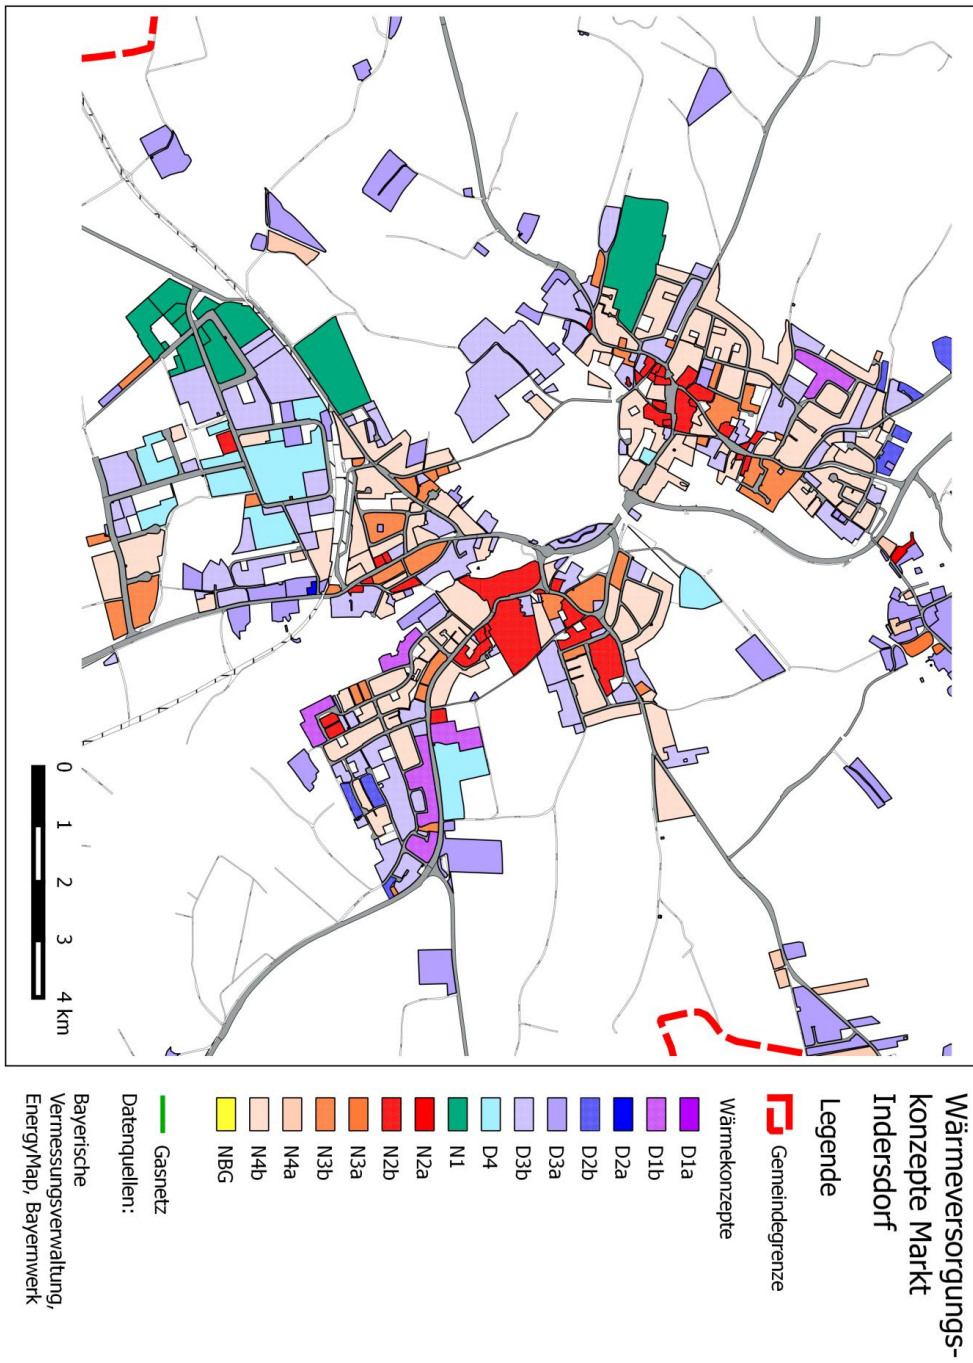 Wärmeversorgungs-
konzepte Markt
Indersdorf
Legende
Gemeindegrenze
Wärmekonzepte
D1a
D1b
D2a
D2b
D3a
D3b
D4
N1
N2a
N2b
N3a
N3b
N4a
N4b
NBG
Gasnetz
Datenquellen:
Bayerische
Vermessungsverwaltung,
EnergyMap, Bayernwerk
0 1 2 3 4 km